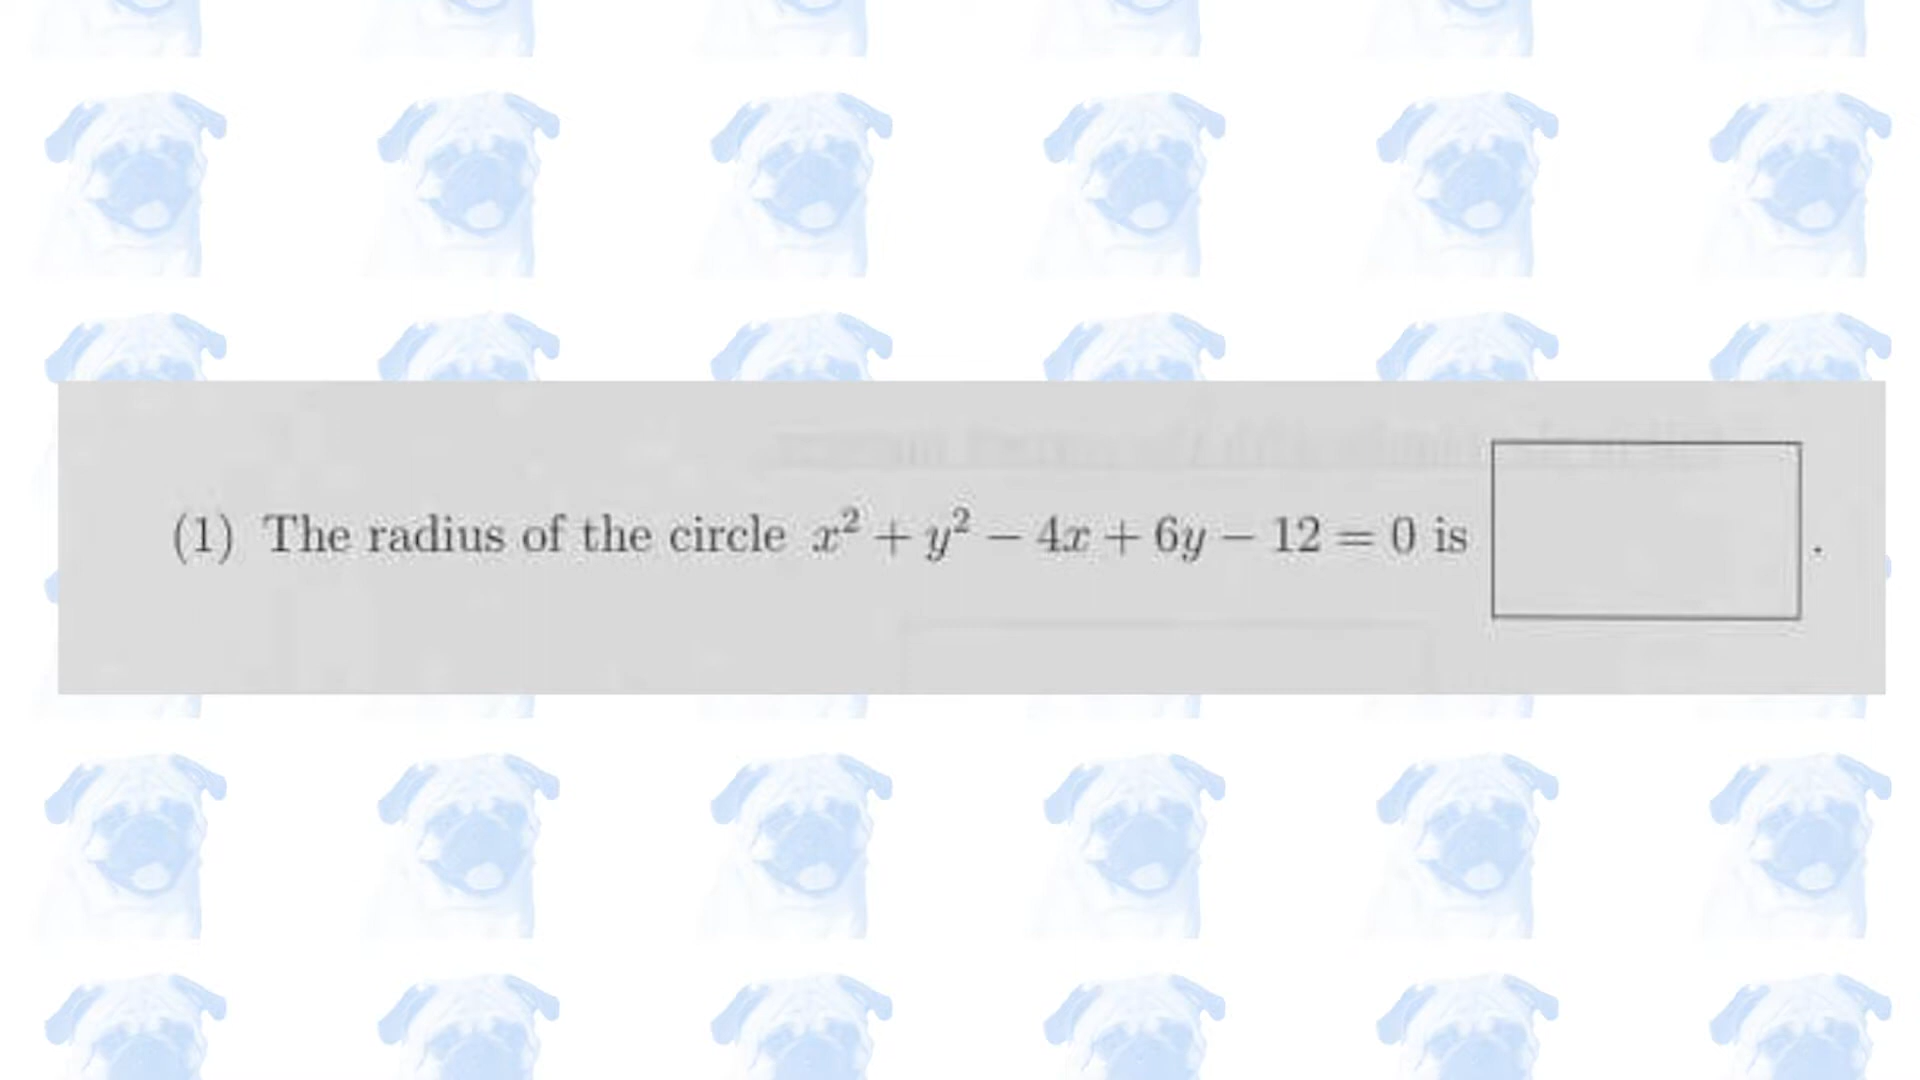 (1) The radius of the circle x² + y² − 4x + 6y − 12 = 0 is .